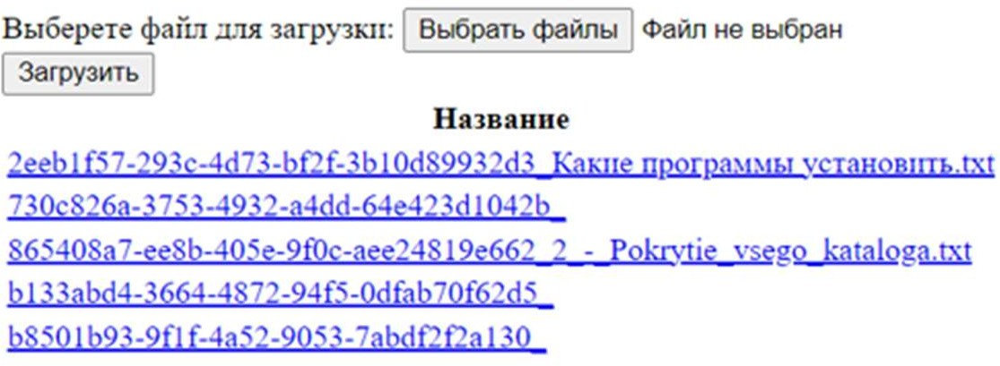 Выберете файл для загрузки: Выбрать файлы Файл не выбран
Загрузить
Название
2eeb1f57-293c-4d73-bf2f-3b10d89932d3_Какие программы установить.txt
730c826a-3753-4932-a4dd-64e423d1042b_
865408a7-ee8b-405e-9f0c-aee24819e662_2_-_Pokrytie_vsego_kataloga.txt
b133abd4-3664-4872-94f5-0dfab70f62d5_
b8501b93-9f1f-4a52-9053-7abdf2f2a130_